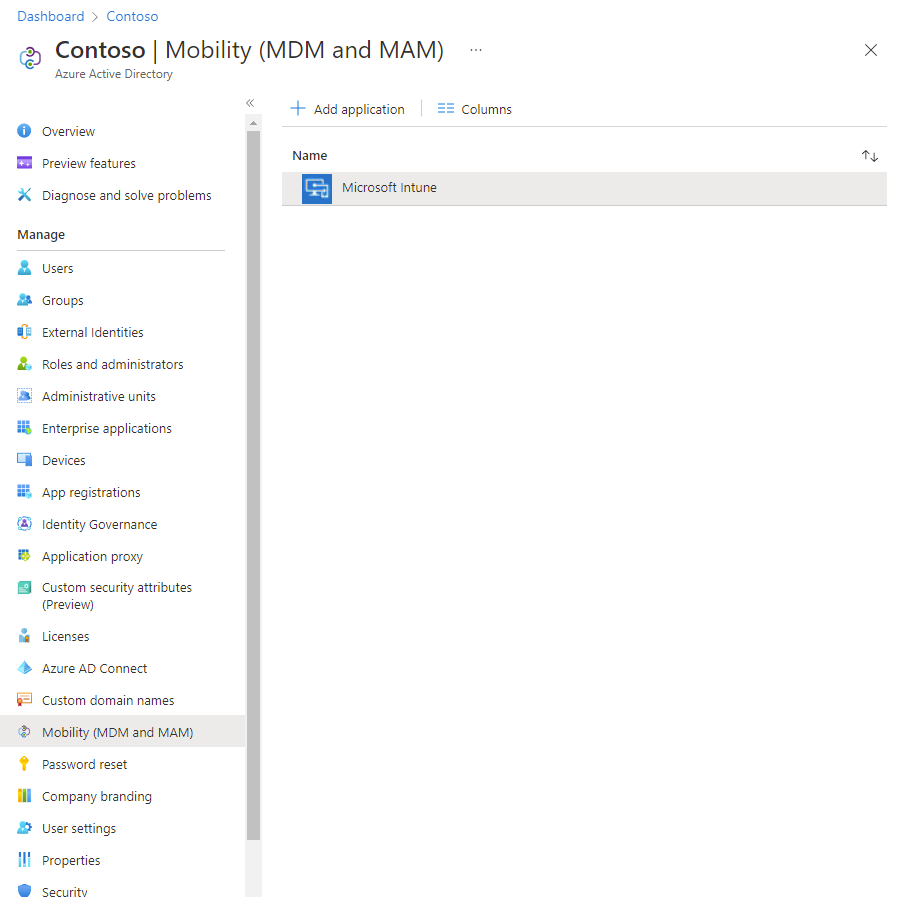 Dashboard > Contoso
Contoso | Mobility (MDM and MAM) ...
Azure Active Directory
Overview
Preview features
Diagnose and solve problems
Manage
Users
Groups
External Identities
Roles and administrators
Administrative units
Enterprise applications
Devices
App registrations
Identity Governance
Application proxy
Custom security attributes
(Preview)
Licenses
Azure AD Connect
Custom domain names
Mobility (MDM and MAM)
Password reset
Company branding
User settings
Properties
Security
Add application | Columns
Name
Microsoft Intune